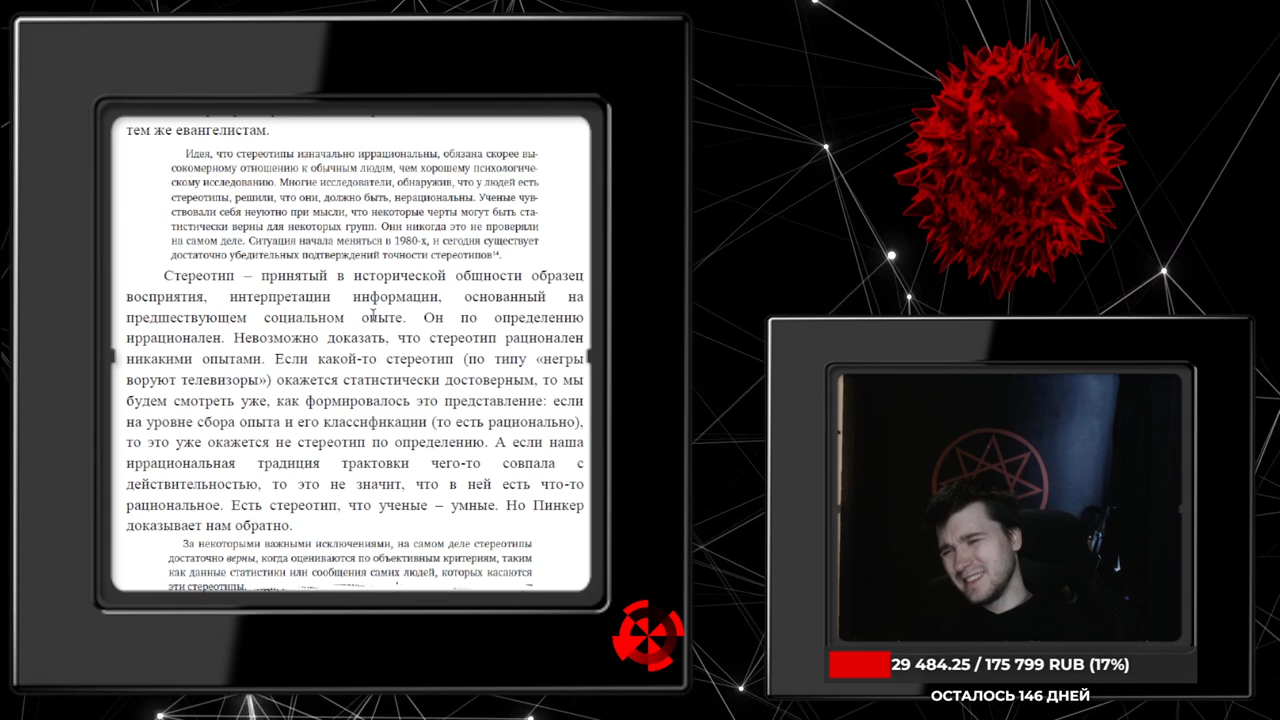 тем же евангелистам.
Идея, что стереотипы изначально иррациональны, обязана скорее вы-
сокомерному отношению к обычным людям, чем хорошему психологиче-
скому исследованию. Многие исследователи, обнаружив, что у людей есть
стереотипы, решили, что они, должно быть, нерациональны. Ученые чув-
ствовали себя неуютно при мысли, что некоторые черты могут быть ста-
тистически верны для некоторых групп. Они никогда это не проверяли
на самом деле. Ситуация начала меняться в 1980-х, и сегодня существует
достаточно убедительных подтверждений точности стереотипов¹⁴.
Стереотип – принятый в исторической общности образец
восприятия, интерпретации информации, основанный на
предшествующем социальном опыте. Он по определению
иррационален. Невозможно доказать, что стереотип рационален
никакими опытами. Если какой-то стереотип (по типу «негры
воруют телевизоры») окажется статистически достоверным, то мы
будем смотреть уже, как формировалось это представление: если
на уровне сбора опыта и его классификации (то есть рационально),
то это уже окажется не стереотип по определению. А если наша
иррациональная традиция трактовки чего-то совпала с
действительностью, то это не значит, что в ней есть что-то
рациональное. Есть стереотип, что ученые – умные. Но Пинкер
доказывает нам обратно.
За некоторыми важными исключениями, на самом деле стереотипы
достаточно верны, когда оцениваются по объективным критериям, таким
как данные статистики или сообщения самих людей, которых касаются
эти стереотипы.
29 484.25 / 175 799 RUB (17%)
ОСТАЛОСЬ 146 ДНЕЙ